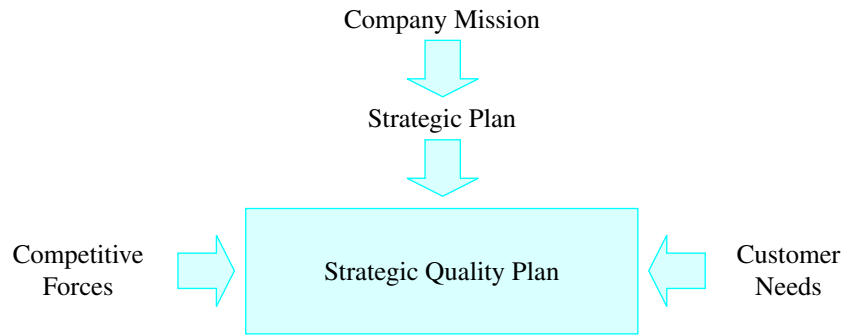 Company Mission
Strategic Plan
Competitive
Forces
Strategic Quality Plan
Customer
Needs